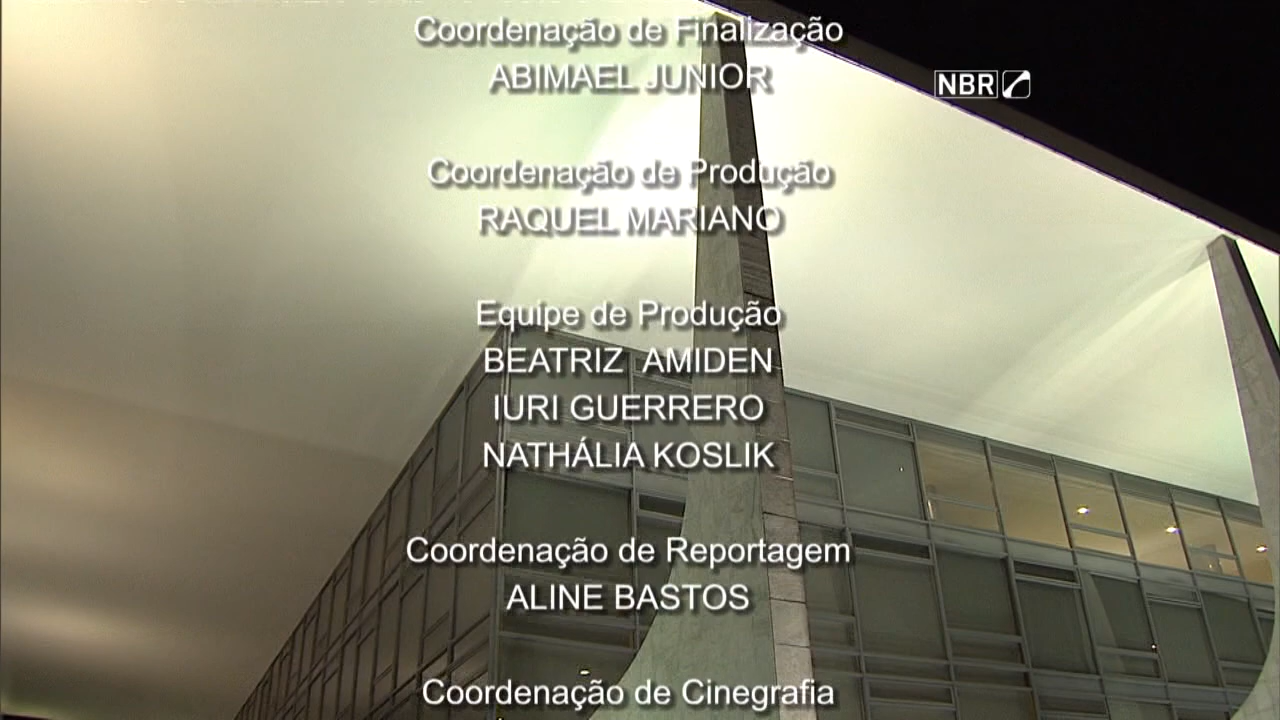 Coordenação de Finalização
ABIMAEL JUNIOR
NBR
Coordenação de Produção
RAQUEL MARIANO
Equipe de Produção
BEATRIZ AMIDEN
IURI GUERRERO
NATHÁLIA KOSLIK
Coordenação de Reportagem
ALINE BASTOS
Coordenação de Cinegrafia